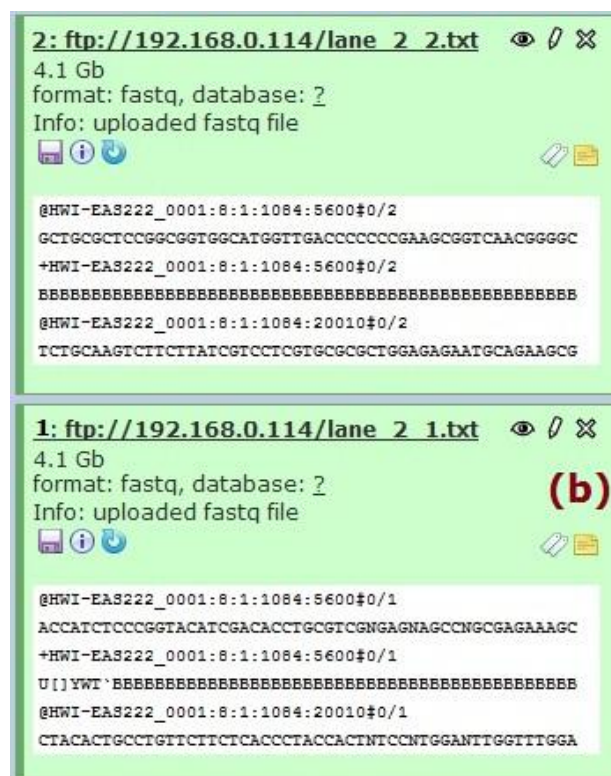 2: ftp://192.168.0.114/lane_2_2.txt
4.1 Gb
format: fastq, database: ?
Info: uploaded fastq file
@HWI-EAS222_0001:8:1:1084:5600#0/2
GCTGCGCTCCGGCGGTGGCATGGTTGACCCCCCCGAAGCGGTCAACGGGGC
+HWI-EAS222_0001:8:1:1084:5600#0/2
BBBBBBBBBBBBBBBBBBBBBBBBBBBBBBBBBBBBBBBBBBBBBBBBBBB
@HWI-EAS222_0001:8:1:1084:20010#0/2
TCTGCAAGTCTTCTTATCGTCCTCGTGCGCGCTGGAGAGAATGCAGAAGCG
1: ftp://192.168.0.114/lane_2_1.txt
4.1 Gb
format: fastq, database: ?
(b)
Info: uploaded fastq file
@HWI-EAS222_0001:8:1:1084:5600#0/1
ACCATCTCCCGGTACATCGACACCTGCGTCGNGAGNAGCCNGCGAGAAAGC
+HWI-EAS222_0001:8:1:1084:5600#0/1
U[]YWT`BBBBBBBBBBBBBBBBBBBBBBBBBBBBBBBBBBBBBBBBBBBB
@HWI-EAS222_0001:8:1:1084:20010#0/1
CTACACTGCCTGTTCTTCTCACCCTACCACTNTCCNTGGANTTGGTTTGGA